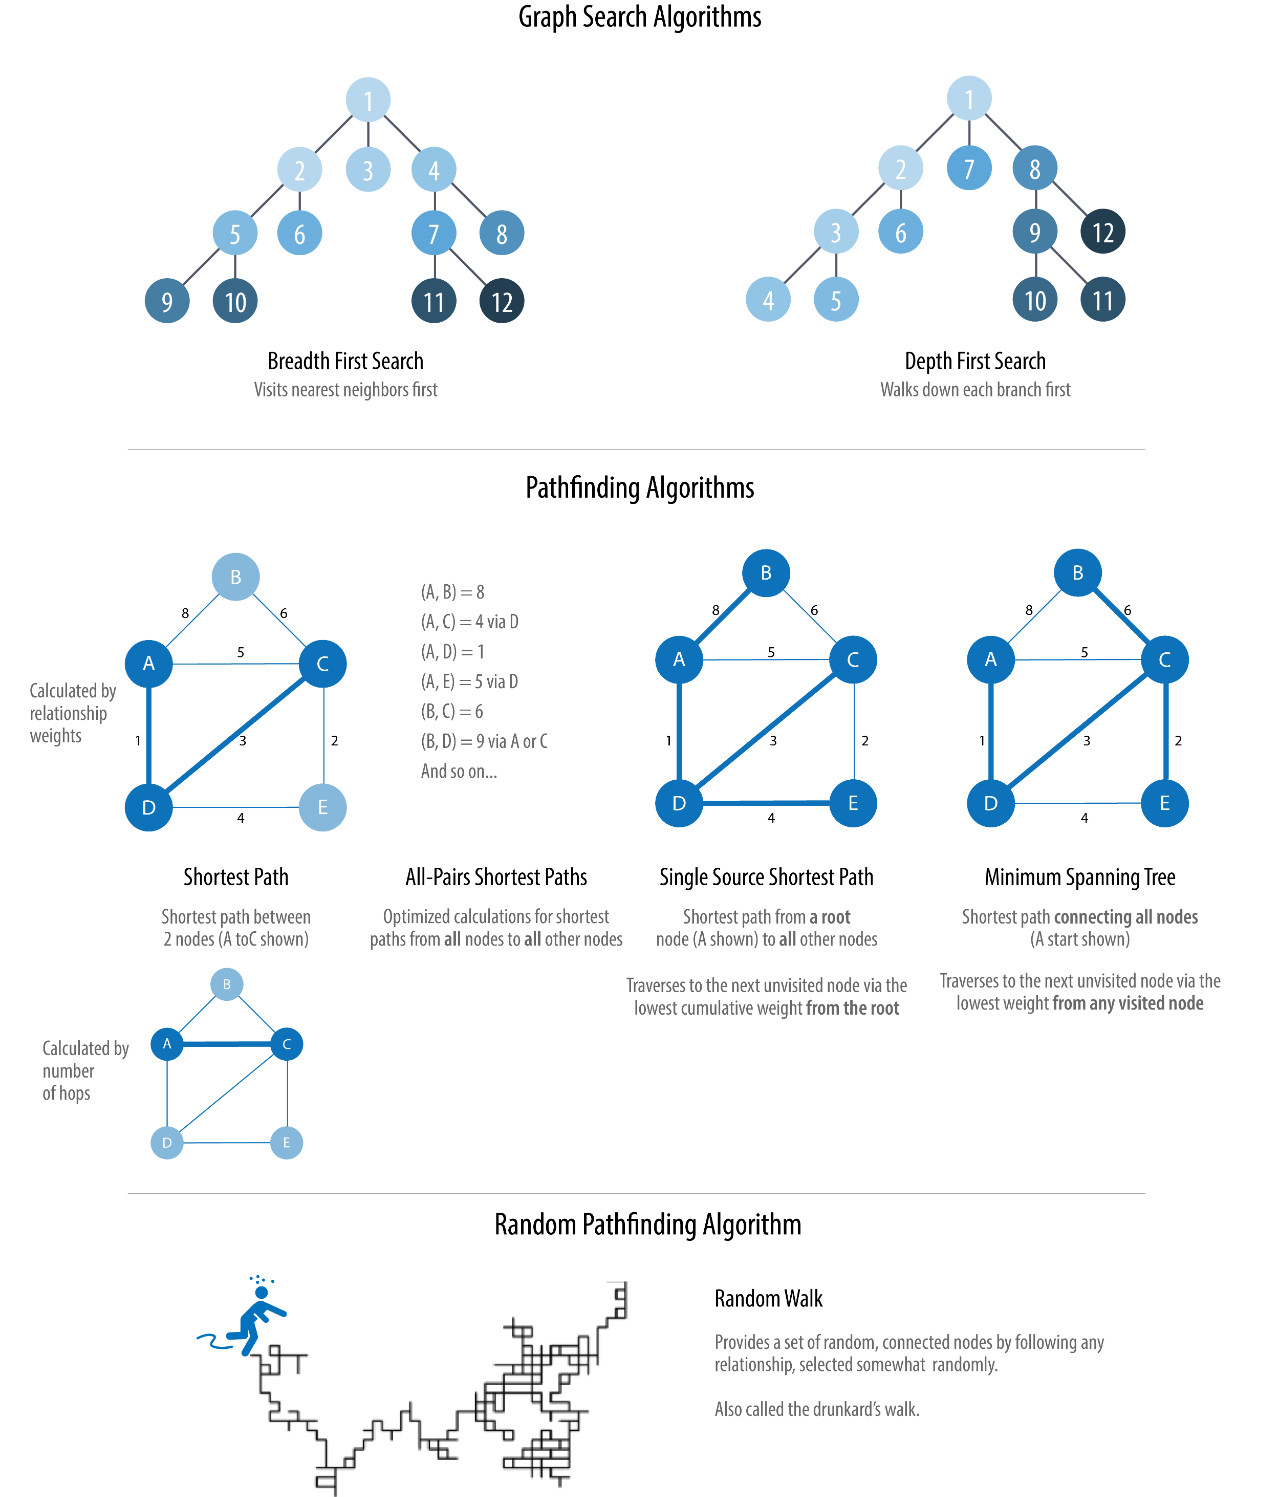 Graph Search Algorithms
1
2 3 4
5 6 7 8
9 10 11 12
Breadth First Search
Visits nearest neighbors first
1
2 7 8
3 6 9 12
4 5 10 11
Depth First Search
Walks down each branch first
Pathfinding Algorithms
Calculated by
relationship
weights
B
8 6
A 5 C
1 3 2
D 4 E
Shortest Path
Shortest path between
2 nodes (A toC shown)
Calculated by
number
of hops
B
A C
D E
(A, B) = 8
(A, C) = 4 via D
(A, D) = 1
(A, E) = 5 via D
(B, C) = 6
(B, D) = 9 via A or C
And so on...
All-Pairs Shortest Paths
Optimized calculations for shortest
paths from all nodes to all other nodes
B
8 6
A 5 C
1 3 2
D 4 E
Single Source Shortest Path
Shortest path from a root
node (A shown) to all other nodes
Traverses to the next unvisited node via the
lowest cumulative weight from the root
B
8 6
A 5 C
1 3 2
D 4 E
Minimum Spanning Tree
Shortest path connecting all nodes
(A start shown)
Traverses to the next unvisited node via the
lowest weight from any visited node
Random Pathfinding Algorithm
Random Walk
Provides a set of random, connected nodes by following any
relationship, selected somewhat randomly.
Also called the drunkard's walk.